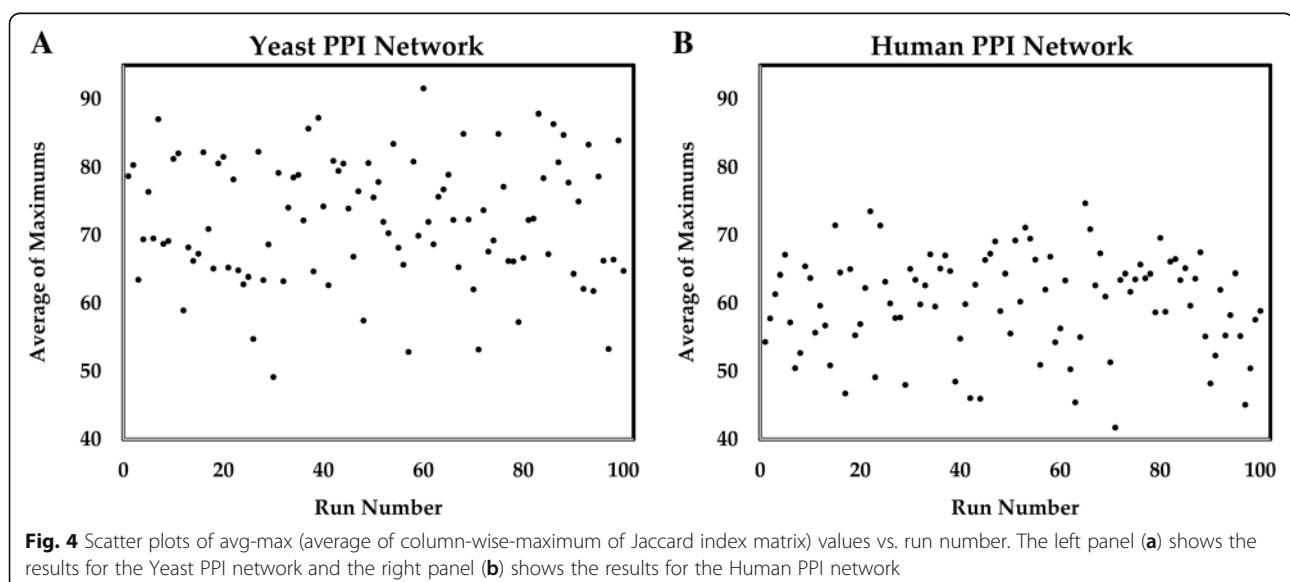 A
Yeast PPI Network
Average of Maximums
90
80
70
60
50
40
0 20 40 60 80 100
Run Number
B
Human PPI Network
Average of Maximums
90
80
70
60
50
40
0 20 40 60 80 100
Run Number
Fig. 4 Scatter plots of avg-max (average of column-wise-maximum of Jaccard index matrix) values vs. run number. The left panel (a) shows the
results for the Yeast PPI network and the right panel (b) shows the results for the Human PPI network